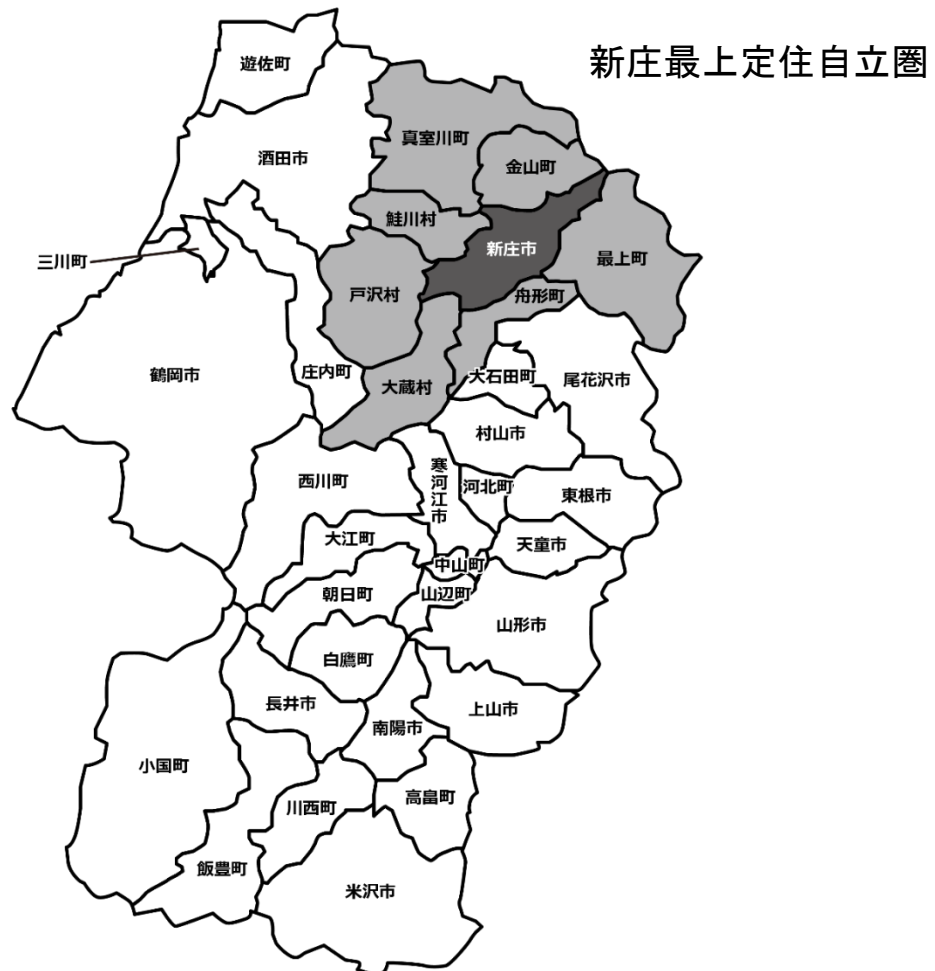 新庄最上定住自立圏
遊佐町
真室川町
酒田市
金山町
鮭川村
新庄市
三川町
最上町
戸沢村
舟形町
鶴岡市
庄内町
大蔵村
大石田町
尾花沢市
村山市
西川町
寒河江市
河北町
東根市
大江町
天童市
中山町
朝日町
山辺町
山形市
白鷹町
長井市
上山市
南陽市
小国町
川西町
高畠町
飯豊町
米沢市